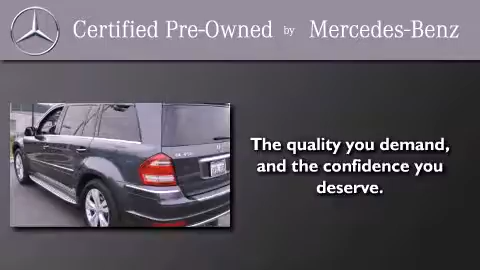 Certified Pre-Owned by Mercedes-Benz
The quality you demand,
and the confidence you
deserve.